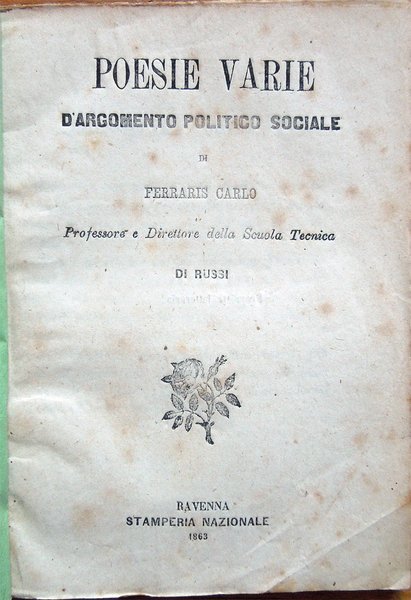 POESIE VARIE
D'ARGOMENTO POLITICO SOCIALE
DI
FERRARIS CARLO
Professore e Direttore della Scuola Tecnica
DI RUSSI
RAVENNA
STAMPERIA NAZIONALE
1863